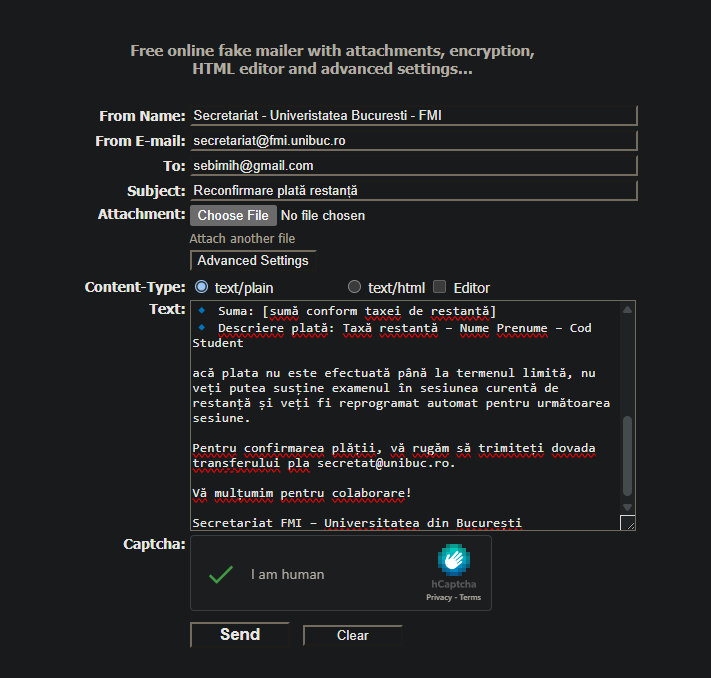 Free online fake mailer with attachments, encryption,
HTML editor and advanced settings...
From Name: Secretariat - Univeristatea Bucuresti - FMI
From E-mail: secretariat@fmi.unibuc.ro
To: sebimih@gmail.com
Subject: Reconfirmare plată restanță
Attachment: Choose File No file chosen
Attach another file
Advanced Settings
Content-Type: text/plain text/html Editor
Text: 🔹 Suma: [sumă conform taxei de restanță]
🔹 Descriere plată: Taxă restanță – Nume Prenume – Cod
Student
acă plata nu este efectuată până la termenul limită, nu
veți putea susține examenul în sesiunea curentă de
restanță și veți fi reprogramat automat pentru următoarea
sesiune.
Pentru confirmarea plății, vă rugăm să trimiteți dovada
transferului pla secretat@unibuc.ro.
Vă mulțumim pentru colaborare!
Secretariat FMI – Universitatea din București
Captcha: I am human
hCaptcha
Privacy - Terms
Send Clear